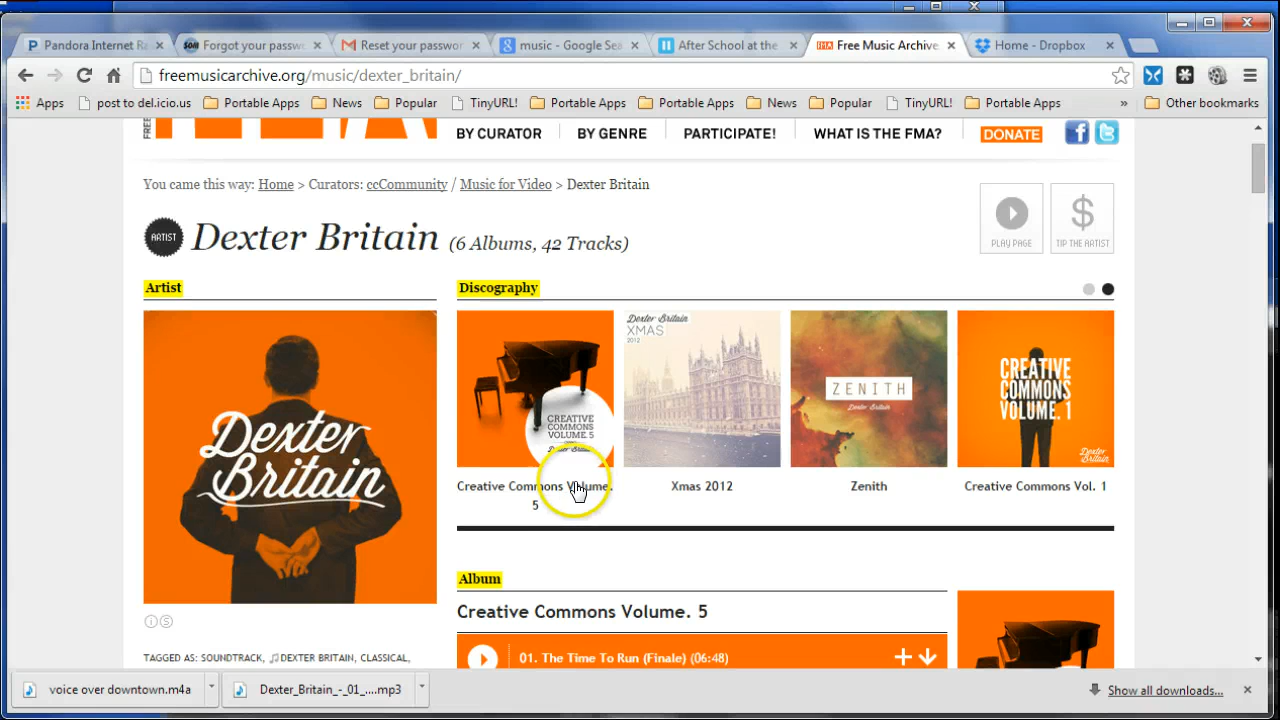 Pandora Internet Ra
Forgot your passw
Reset your passwor
music - Google Sea
After School at the
Free Music Archive
Home - Dropbox
freemusicarchive.org/music/dexter_britain/
Apps
post to del.icio.us
Portable Apps
News
Popular
TinyURL!
Portable Apps
Portable Apps
News
Popular
TinyURL!
Portable Apps
»
Other bookmarks
FREE
BY CURATOR
BY GENRE
PARTICIPATE!
WHAT IS THE FMA?
DONATE
You came this way: Home > Curators: ccCommunity / Music for Video > Dexter Britain
ARTIST
Dexter Britain (6 Albums, 42 Tracks)
PLAY PAGE
$
TIP THE ARTIST
Artist
Discography
Dexter
Britain
CREATIVE
COMMONS
VOLUME.5
Dexter Britain
XMAS
2012
ZENITH
Dexter Britain
CREATIVE
COMMONS
VOLUME. 1
Dexter
Britain
Creative Commons Volume.
5
Xmas 2012
Zenith
Creative Commons Vol. 1
Album
Creative Commons Volume. 5
01. The Time To Run (Finale) (06:48)
TAGGED AS: SOUNDTRACK, DEXTER BRITAIN, CLASSICAL,
voice over downtown.m4a
Dexter_Britain_-_01_....mp3
Show all downloads...